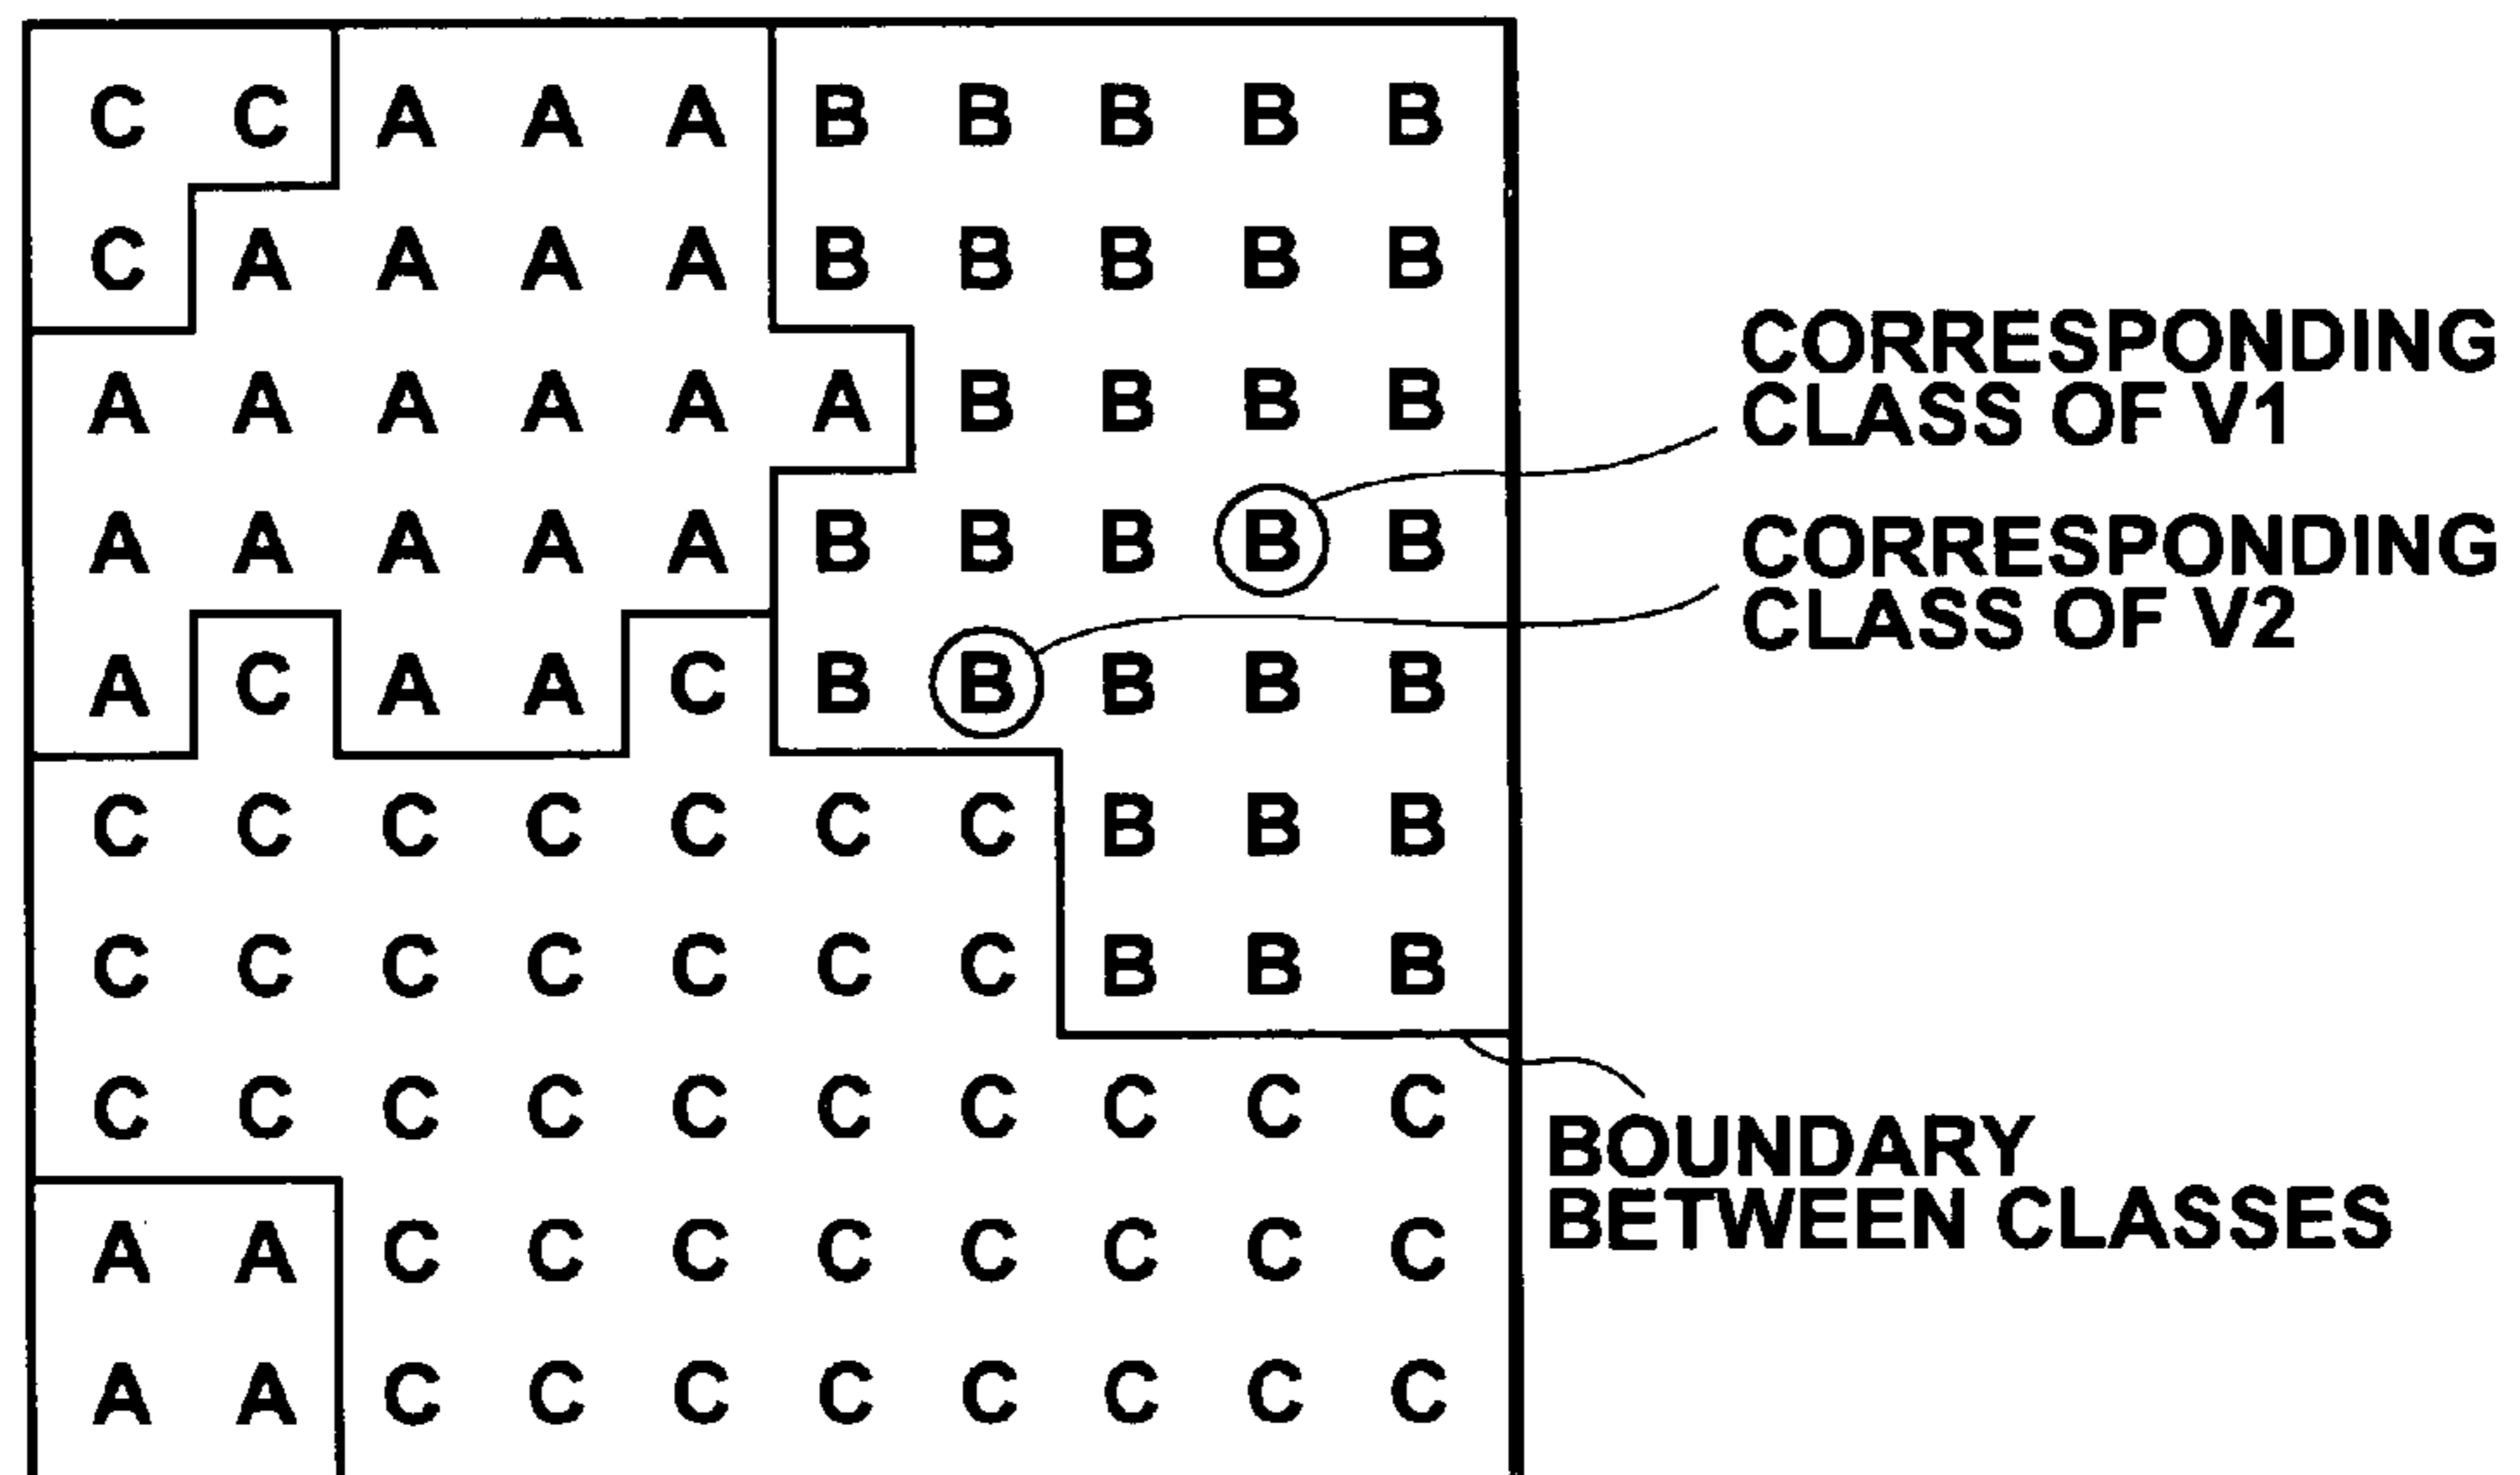 C C A A A B B B B B
C A A A A B B B B B
A A A A A A B B B B
CORRESPONDING
CLASS OF V1
A A A A A B B B B B
CORRESPONDING
CLASS OF V2
A C A A C B B B B B
C C C C C C C B B B
C C C C C C C B B B
C C C C C C C C C C
BOUNDARY
BETWEEN CLASSES
A A C C C C C C C C
A A C C C C C C C C